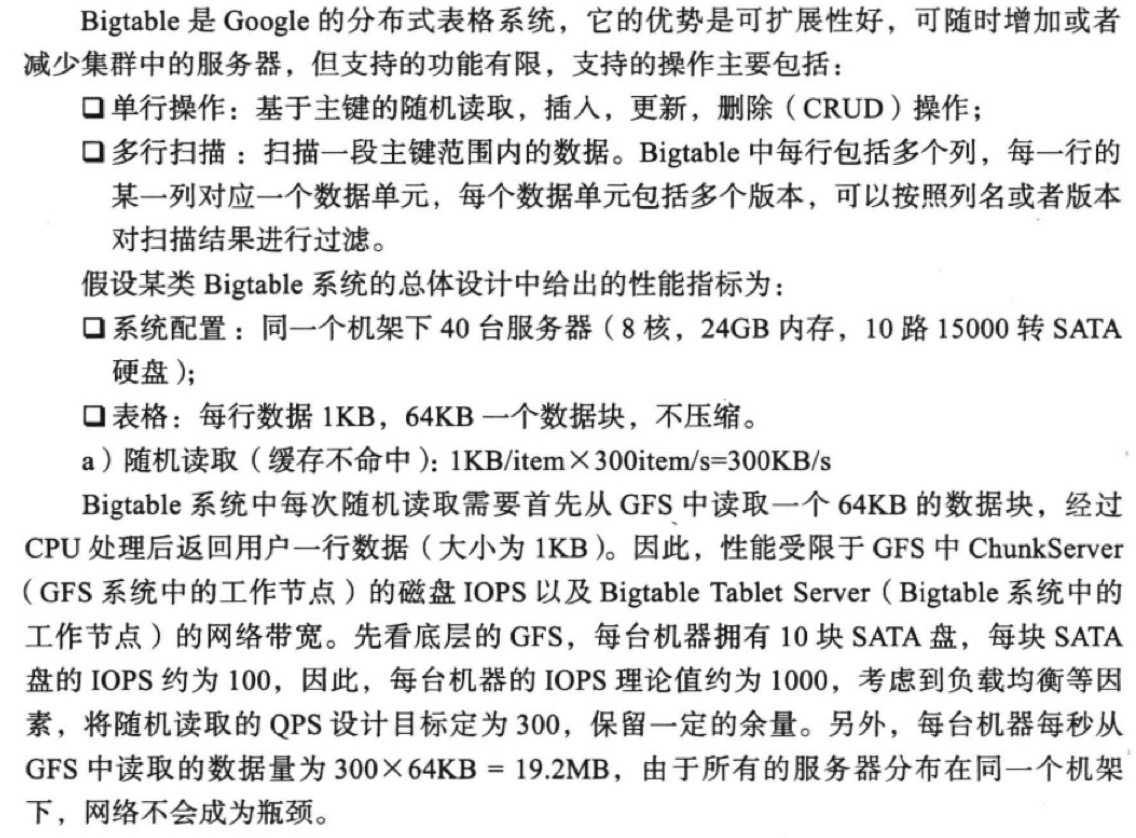 Bigtable 是 Google 的分布式表格系统，它的优势是可扩展性好，可随时增加或者
减少集群中的服务器，但支持的功能有限，支持的操作主要包括：
❑ 单行操作：基于主键的随机读取，插入，更新，删除（CRUD）操作；
❑ 多行扫描：扫描一段主键范围内的数据。Bigtable 中每行包括多个列，每一行的
某一列对应一个数据单元，每个数据单元包括多个版本，可以按照列名或者版本
对扫描结果进行过滤。
假设某类 Bigtable 系统的总体设计中给出的性能指标为：
❑ 系统配置：同一个机架下 40 台服务器（8 核，24GB 内存，10 路 15000 转 SATA
硬盘）；
❑ 表格：每行数据 1KB，64KB 一个数据块，不压缩。
a）随机读取（缓存不命中）：1KB/item×300item/s=300KB/s
Bigtable 系统中每次随机读取需要首先从 GFS 中读取一个 64KB 的数据块，经过
CPU 处理后返回用户一行数据（大小为 1KB）。因此，性能受限于 GFS 中 ChunkServer
（GFS 系统中的工作节点）的磁盘 IOPS 以及 Bigtable Tablet Server（Bigtable 系统中的
工作节点）的网络带宽。先看底层的 GFS，每台机器拥有 10 块 SATA 盘，每块 SATA
盘的 IOPS 约为 100，因此，每台机器的 IOPS 理论值约为 1000，考虑到负载均衡等因
素，将随机读取的 QPS 设计目标定为 300，保留一定的余量。另外，每台机器每秒从
GFS 中读取的数据量为 300×64KB = 19.2MB，由于所有的服务器分布在同一个机架
下，网络不会成为瓶颈。